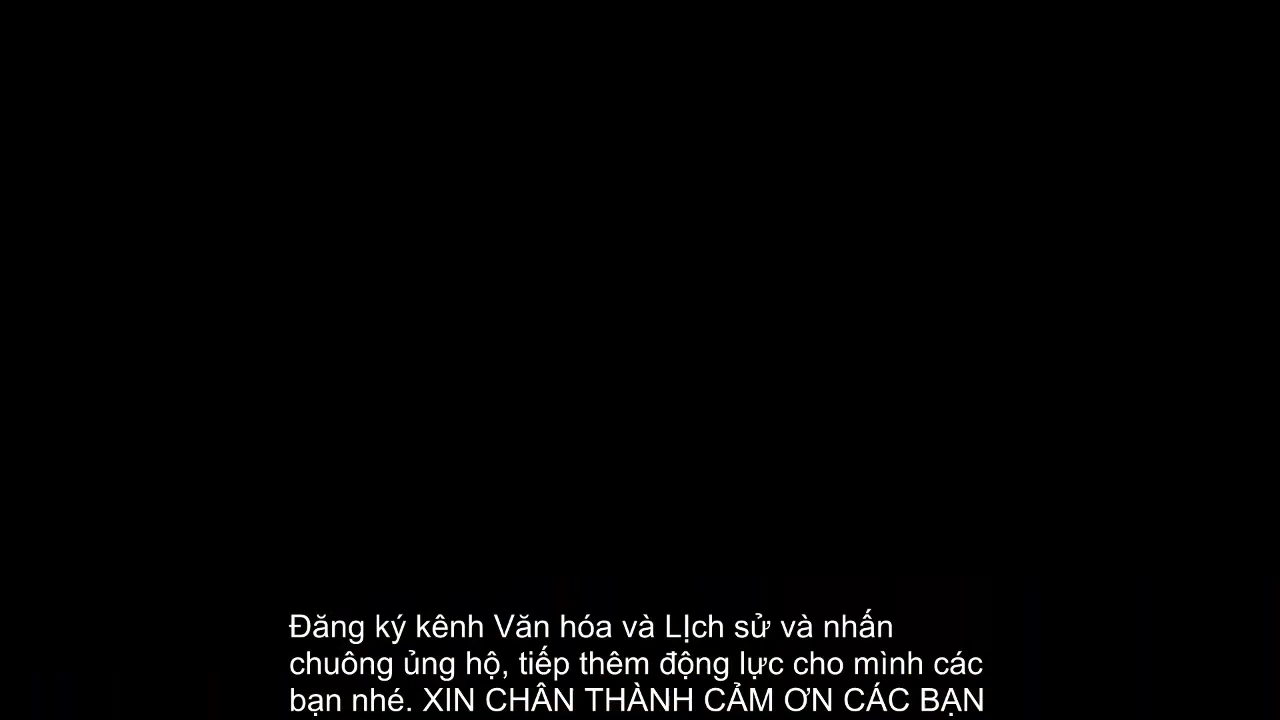 Đăng ký kênh Văn hóa và LỊch sử và nhấn
chuông ủng hộ, tiếp thêm động lực cho mình các
bạn nhé. XIN CHÂN THÀNH CẢM ƠN CÁC BẠN